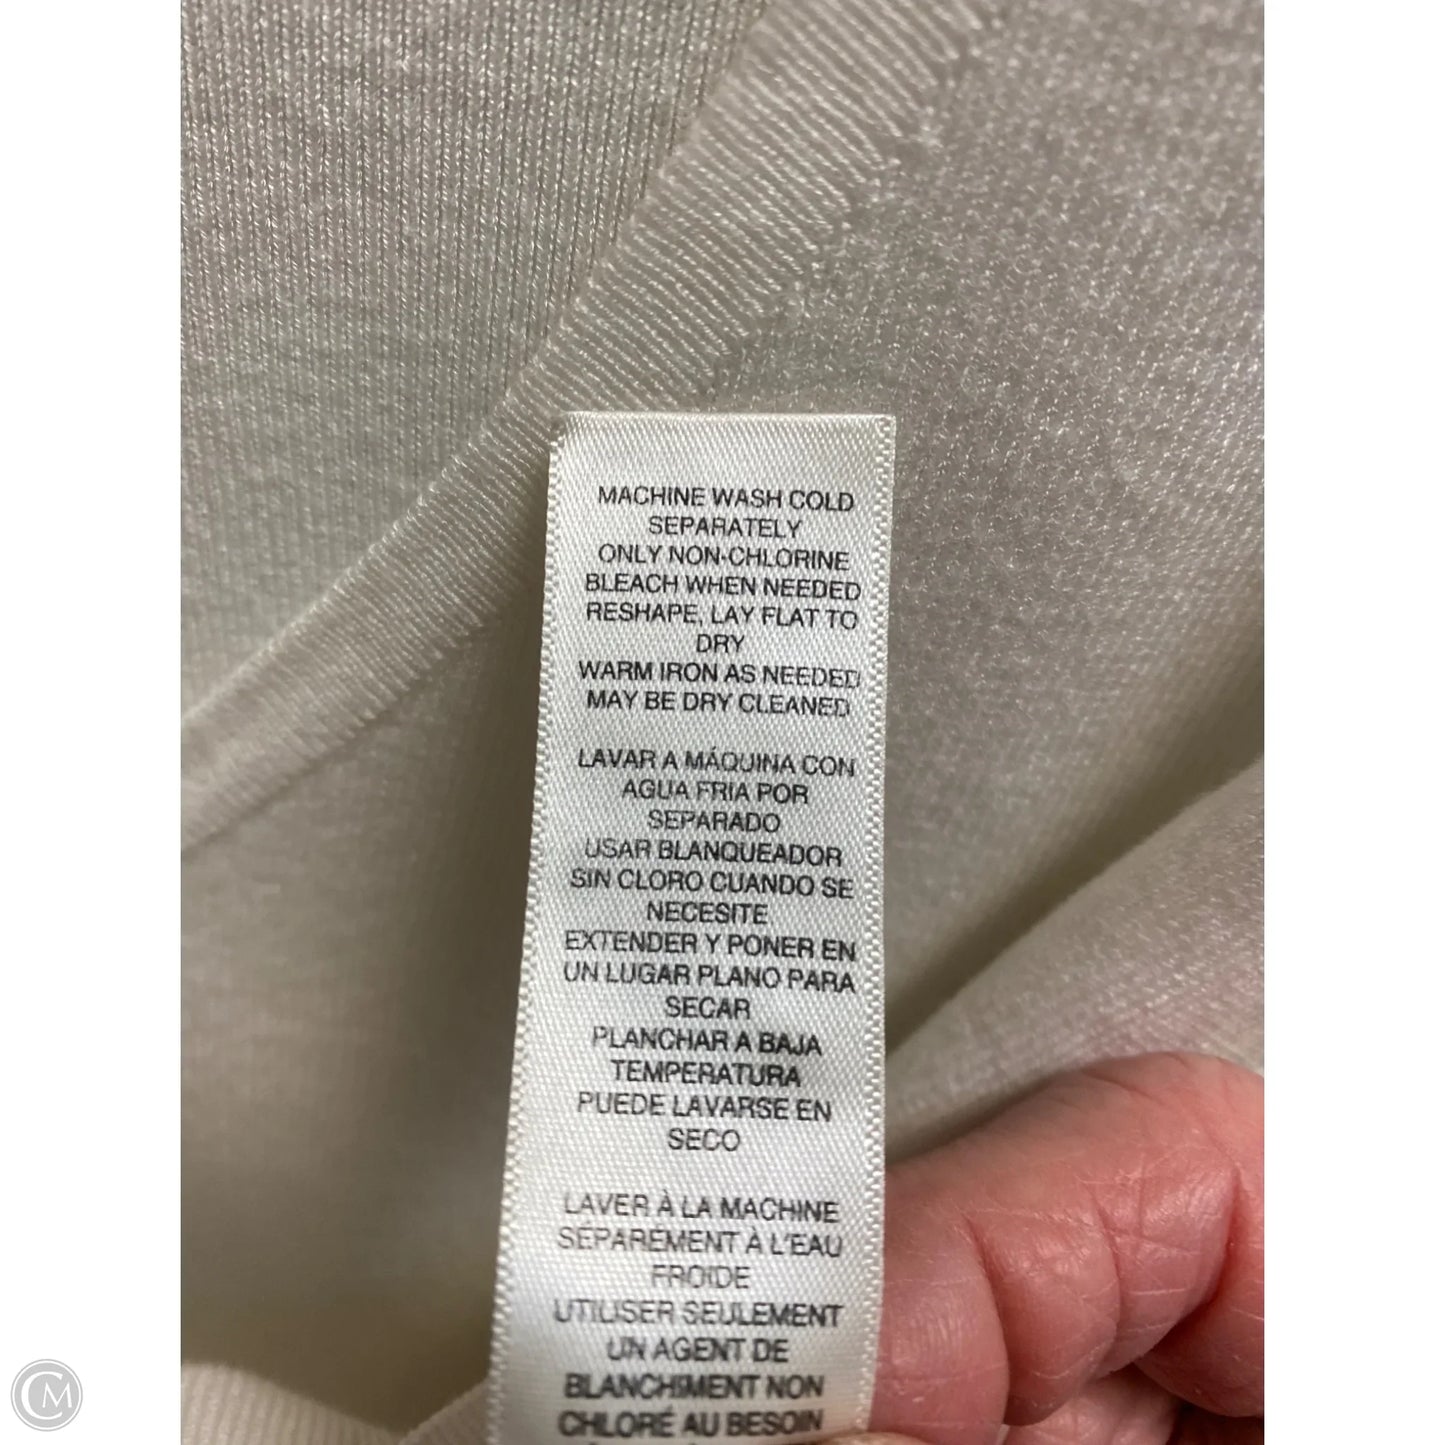 MACHINE WASH COLD
SEPARATELY
ONLY NON-CHLORINE
BLEACH WHEN NEEDED
RESHAPE, LAY FLAT TO
DRY
WARM IRON AS NEEDED
MAY BE DRY CLEANED
LAVAR A MÁQUINA CON
AGUA FRIA POR
SEPARADO
USAR BLANQUEADOR
SIN CLORO CUANDO SE
NECESITE
EXTENDER Y PONER EN
UN LUGAR PLANO PARA
SECAR
PLANCHAR A BAJA
TEMPERATURA
PUEDE LAVARSE EN
SECO
LAVER À LA MACHINE
SÉPARÉMENT À L'EAU
FROIDE
UTILISER SEULEMENT
UN AGENT DE
BLANCHIMENT NON
CHLORÉ AU BESOIN
CM